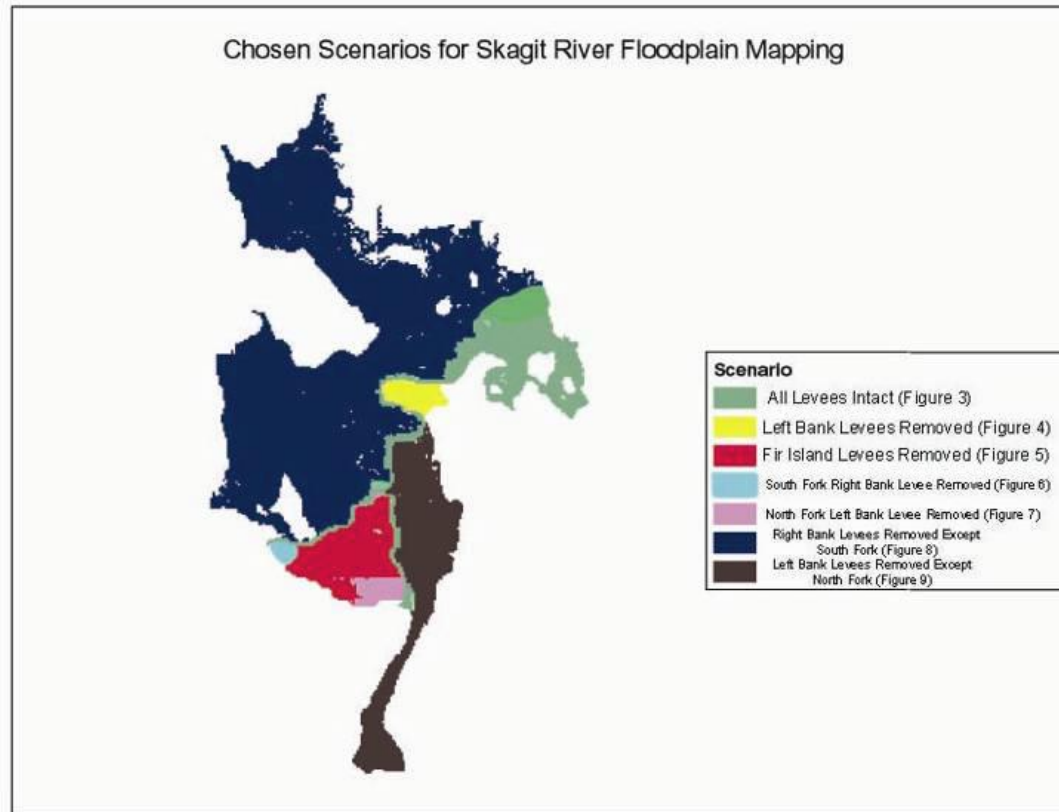 Chosen Scenarios for Skagit River Floodplain Mapping
Scenario
All Levees Intact (Figure 3)
Left Bank Levees Removed (Figure 4)
Fir Island Levees Removed (Figure 5)
South Fork Right Bank Levee Removed (Figure 6)
North Fork Left Bank Levee Removed (Figure 7)
Right Bank Levees Removed Except
South Fork (Figure 8)
Left Bank Levees Removed Except
North Fork (Figure 9)